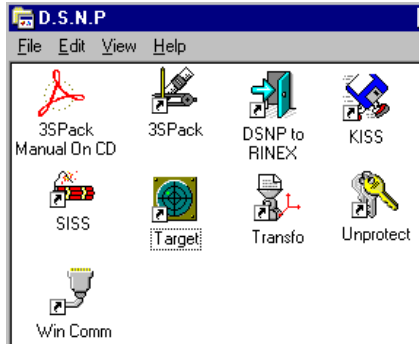 D.S.N.P
File Edit View Help
3SPack
Manual On CD
3SPack
DSNP to
RINEX
KISS
SISS
Target
Transfo
Unprotect
Win Comm